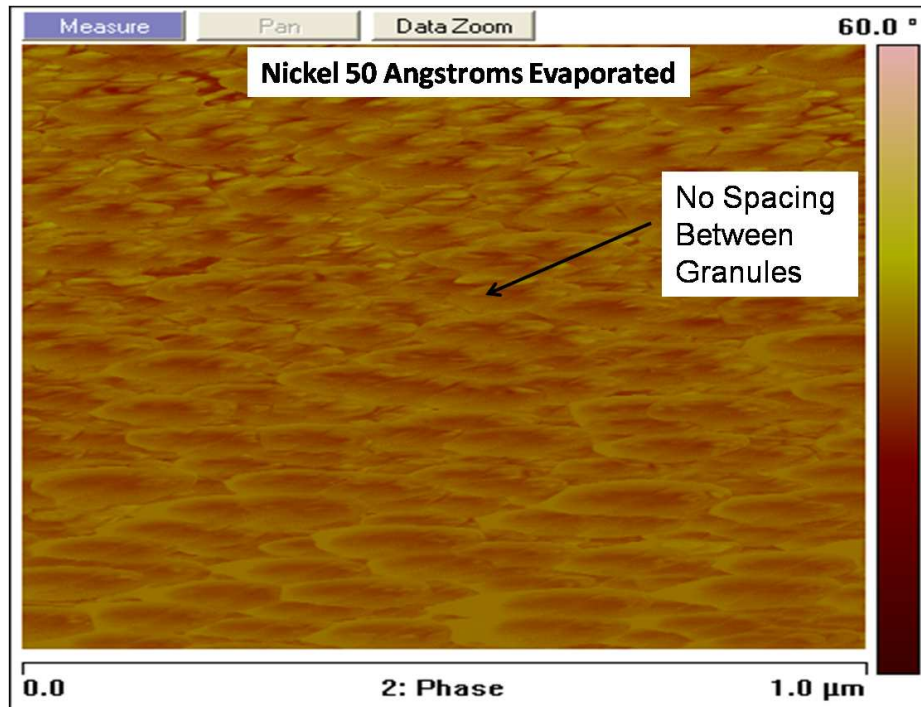 Measure Pan Data Zoom 60.0 °
Nickel 50 Angstroms Evaporated
No Spacing
Between
Granules
0.0 2: Phase 1.0 µm